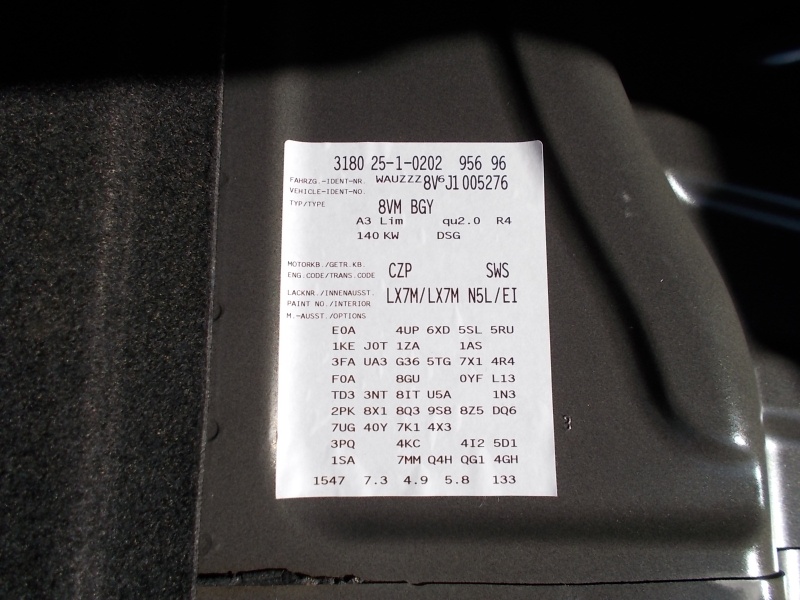 3180 25-1-0202 956 96
FAHRZG.-IDENT-NR. WAUZZZ8V6J1005276
VEHICLE-IDENT-NO.
TYP/TYPE 8VM BGY
A3 Lim qu2.0 R4
140 KW DSG
MOTORKB./GETR.KB.
ENG.CODE/TRANS.CODE CZP SWS
LACKNR./INNENAUSST.
PAINT NO./INTERIOR LX7M/LX7M N5L/EI
M.-AUSST./OPTIONS
E0A 4UP 6XD 5SL 5RU
1KE J0T 1ZA 1AS
3FA UA3 G36 5TG 7X1 4R4
F0A 8GU 0YF L13
TD3 3NT 8IT U5A 1N3
2PK 8X1 8Q3 9S8 8Z5 DQ6
7UG 40Y 7K1 4X3
3PQ 4KC 4I2 5D1
1SA 7MM Q4H QG1 4GH
1547 7.3 4.9 5.8 133